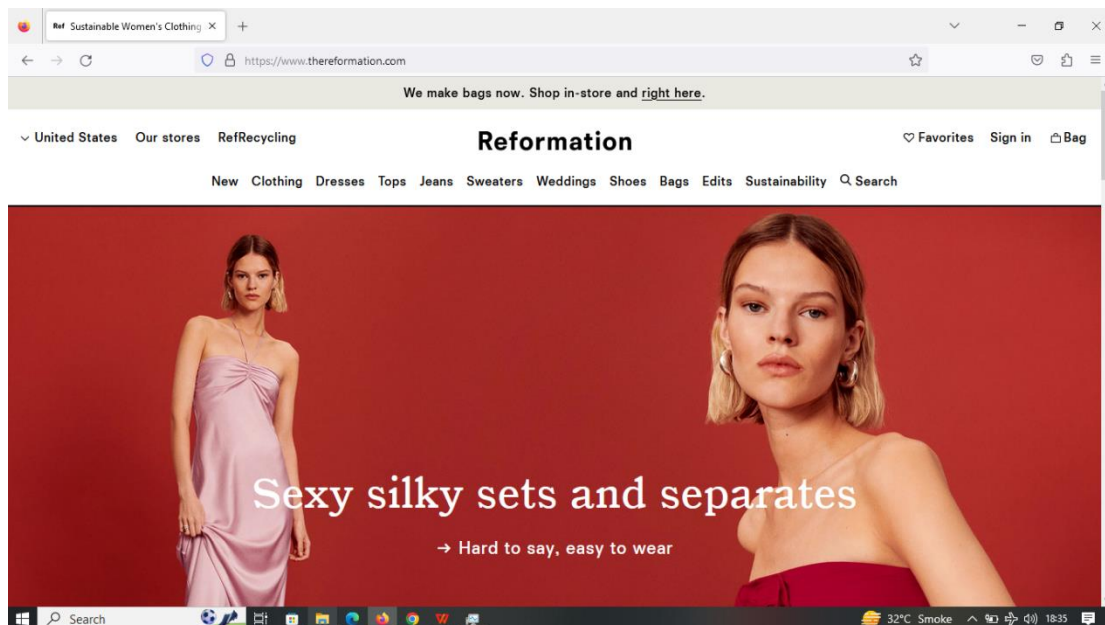 Ref Sustainable Women's Clothing
https://www.thereformation.com
We make bags now. Shop in-store and right here.
United States Our stores RefRecycling Reformation Favorites Sign in Bag
New Clothing Dresses Tops Jeans Sweaters Weddings Shoes Bags Edits Sustainability Search
Sexy silky sets and separates
→ Hard to say, easy to wear
Search 32°C Smoke 18:35